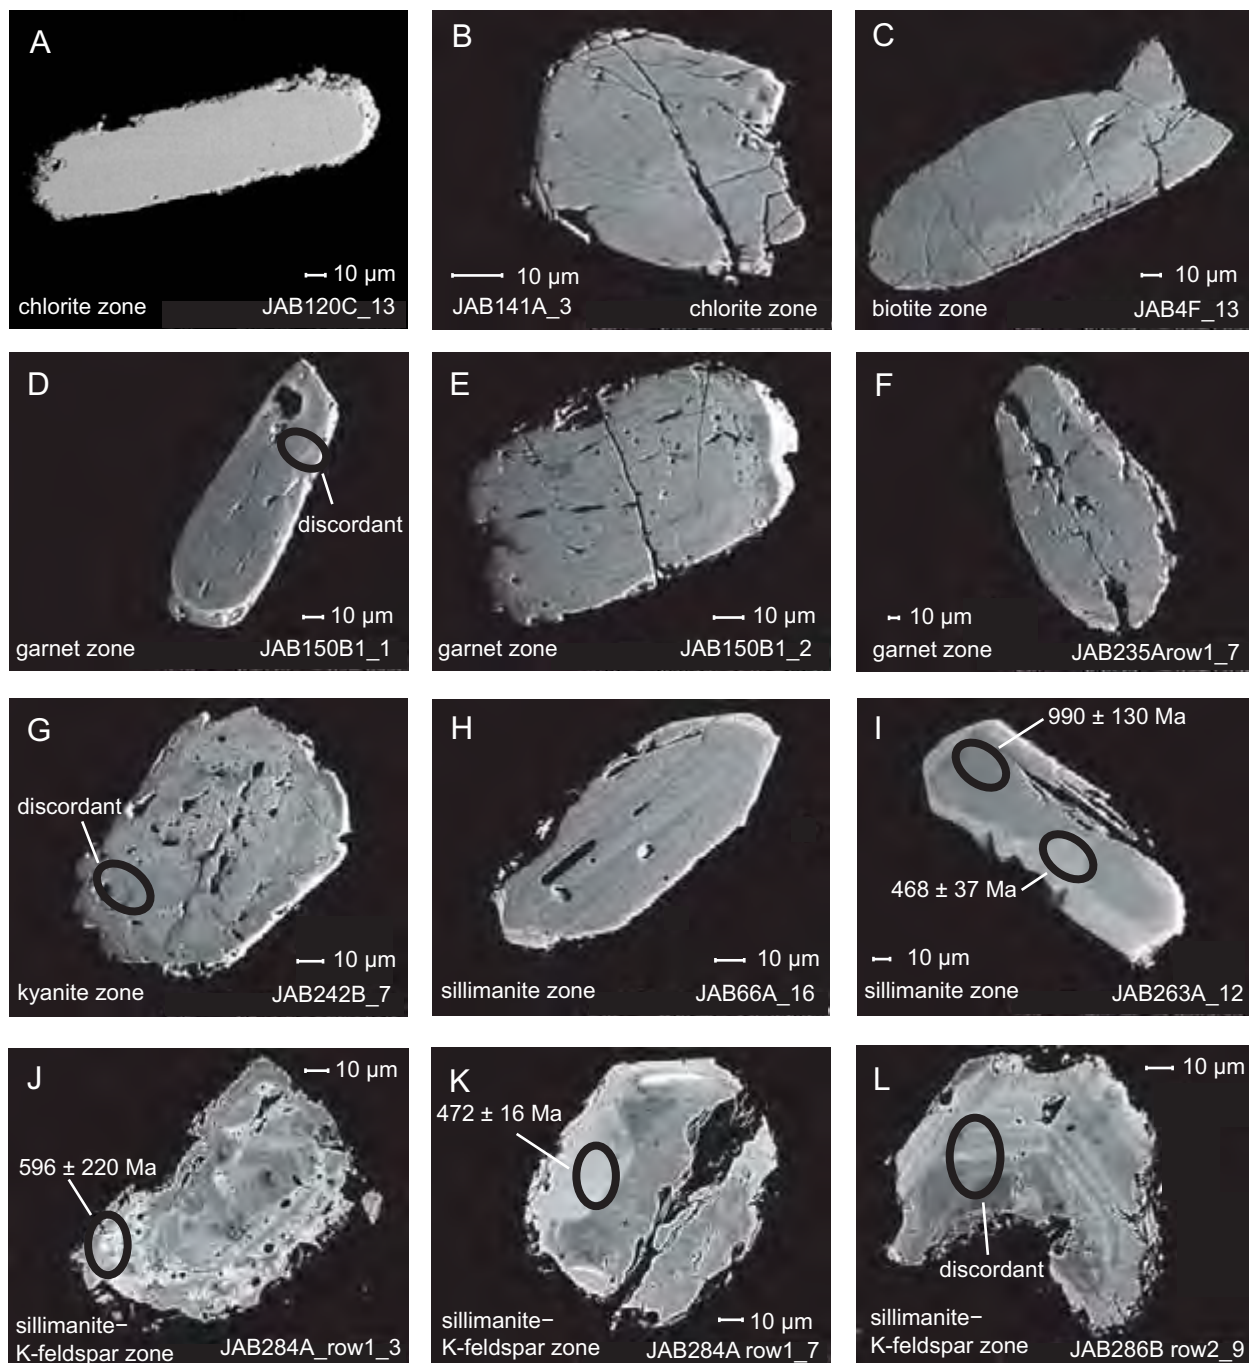 A
10 µm
chlorite zone
JAB120C_13
B
10 µm
JAB141A_3
chlorite zone
C
10 µm
biotite zone
JAB4F_13
D
discordant
10 µm
garnet zone
JAB150B1_1
E
10 µm
garnet zone
JAB150B1_2
F
10 µm
garnet zone
JAB235Arow1_7
G
discordant
10 µm
kyanite zone
JAB242B_7
H
10 µm
sillimanite zone
JAB66A_16
I
990 ± 130 Ma
468 ± 37 Ma
10 µm
sillimanite zone
JAB263A_12
J
10 µm
596 ± 220 Ma
sillimanite−
K-feldspar zone
JAB284A_row1_3
K
472 ± 16 Ma
10 µm
sillimanite−
K-feldspar zone
JAB284A row1_7
L
10 µm
discordant
sillimanite−
K-feldspar zone
JAB286B row2_9